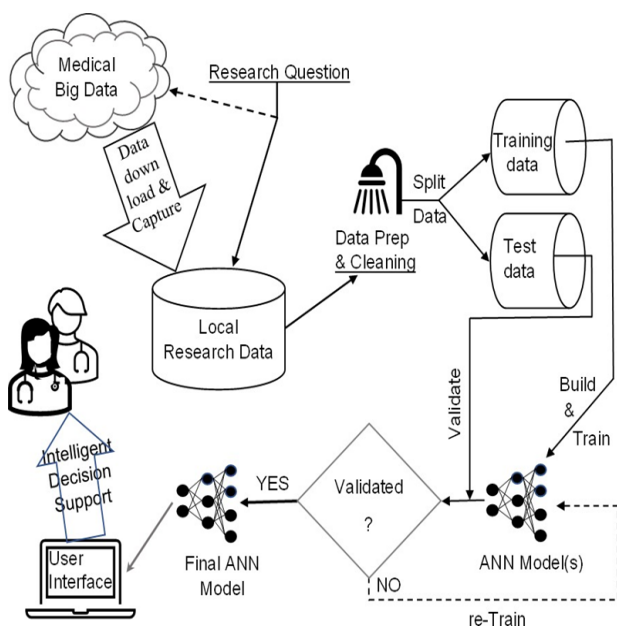 Medical
Big Data
Research Question
Data
down
load &
Capture
Training
data
Split
Data
Test
data
Data Prep
& Cleaning
Local
Research Data
Build
&
Train
Validate
Intelligent
Decision
Support
YES
Validated
?
Final ANN
Model
ANN Model(s)
NO
User
Interface
re-Train